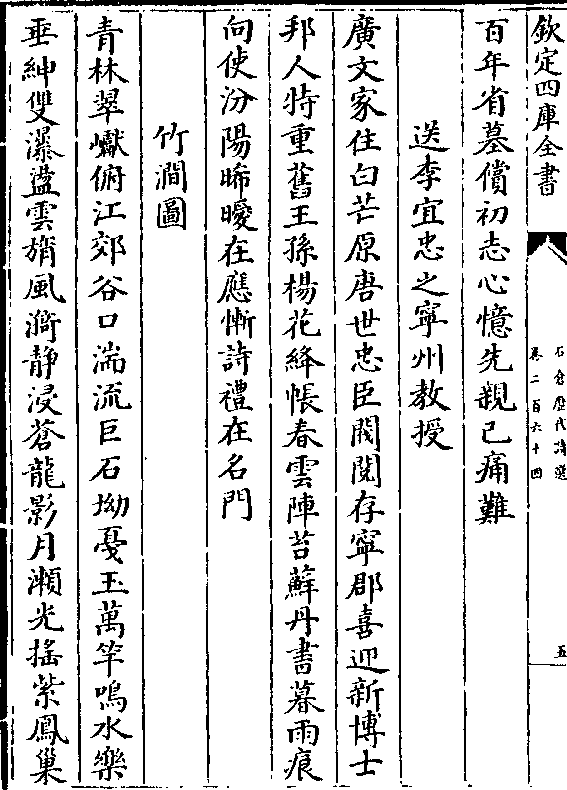 欽定四庫全書
石倉歷代詩選
卷二百六十四
五
百年省墓償初志心憶先親已痛難
送李宜忠之寧州教授
廣文家住白芒原唐世忠臣閥閱存寧郡喜迎新博士
邦人特重舊王孫楊花絳帳春雲陣苔蘚丹書暮雨痕
向使汾陽晞曖在應慚詩禮在名門
竹澗圖
青林翠巘俯江郊谷口湍流巨石坳戞玉萬竿鳴水樂
垂紳雙瀑盪雲旓風漪靜浸蒼龍影月瀨光搖紫鳳巢